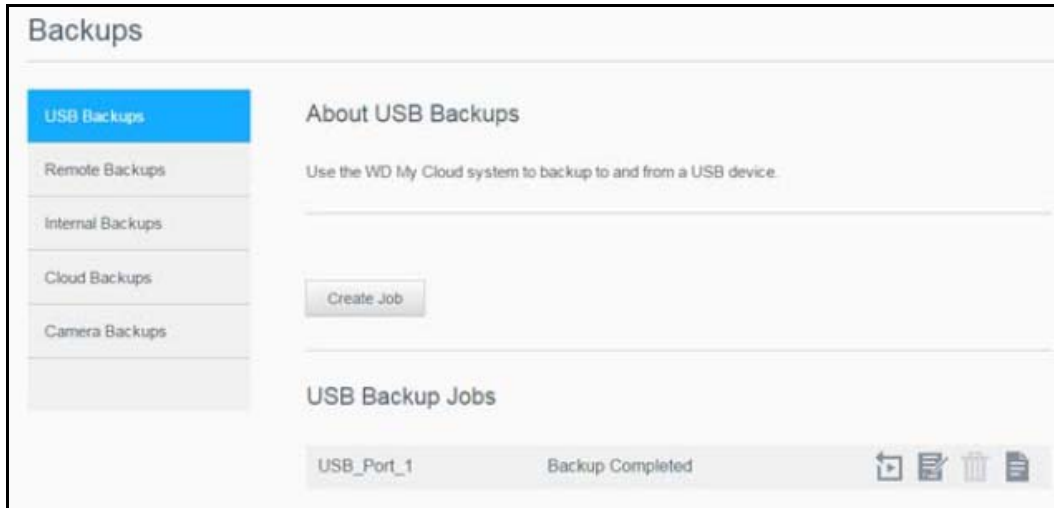 Backups
USB Backups
Remote Backups
Internal Backups
Cloud Backups
Camera Backups
About USB Backups
Use the WD My Cloud system to backup to and from a USB device.
Create Job
USB Backup Jobs
USB_Port_1 Backup Completed